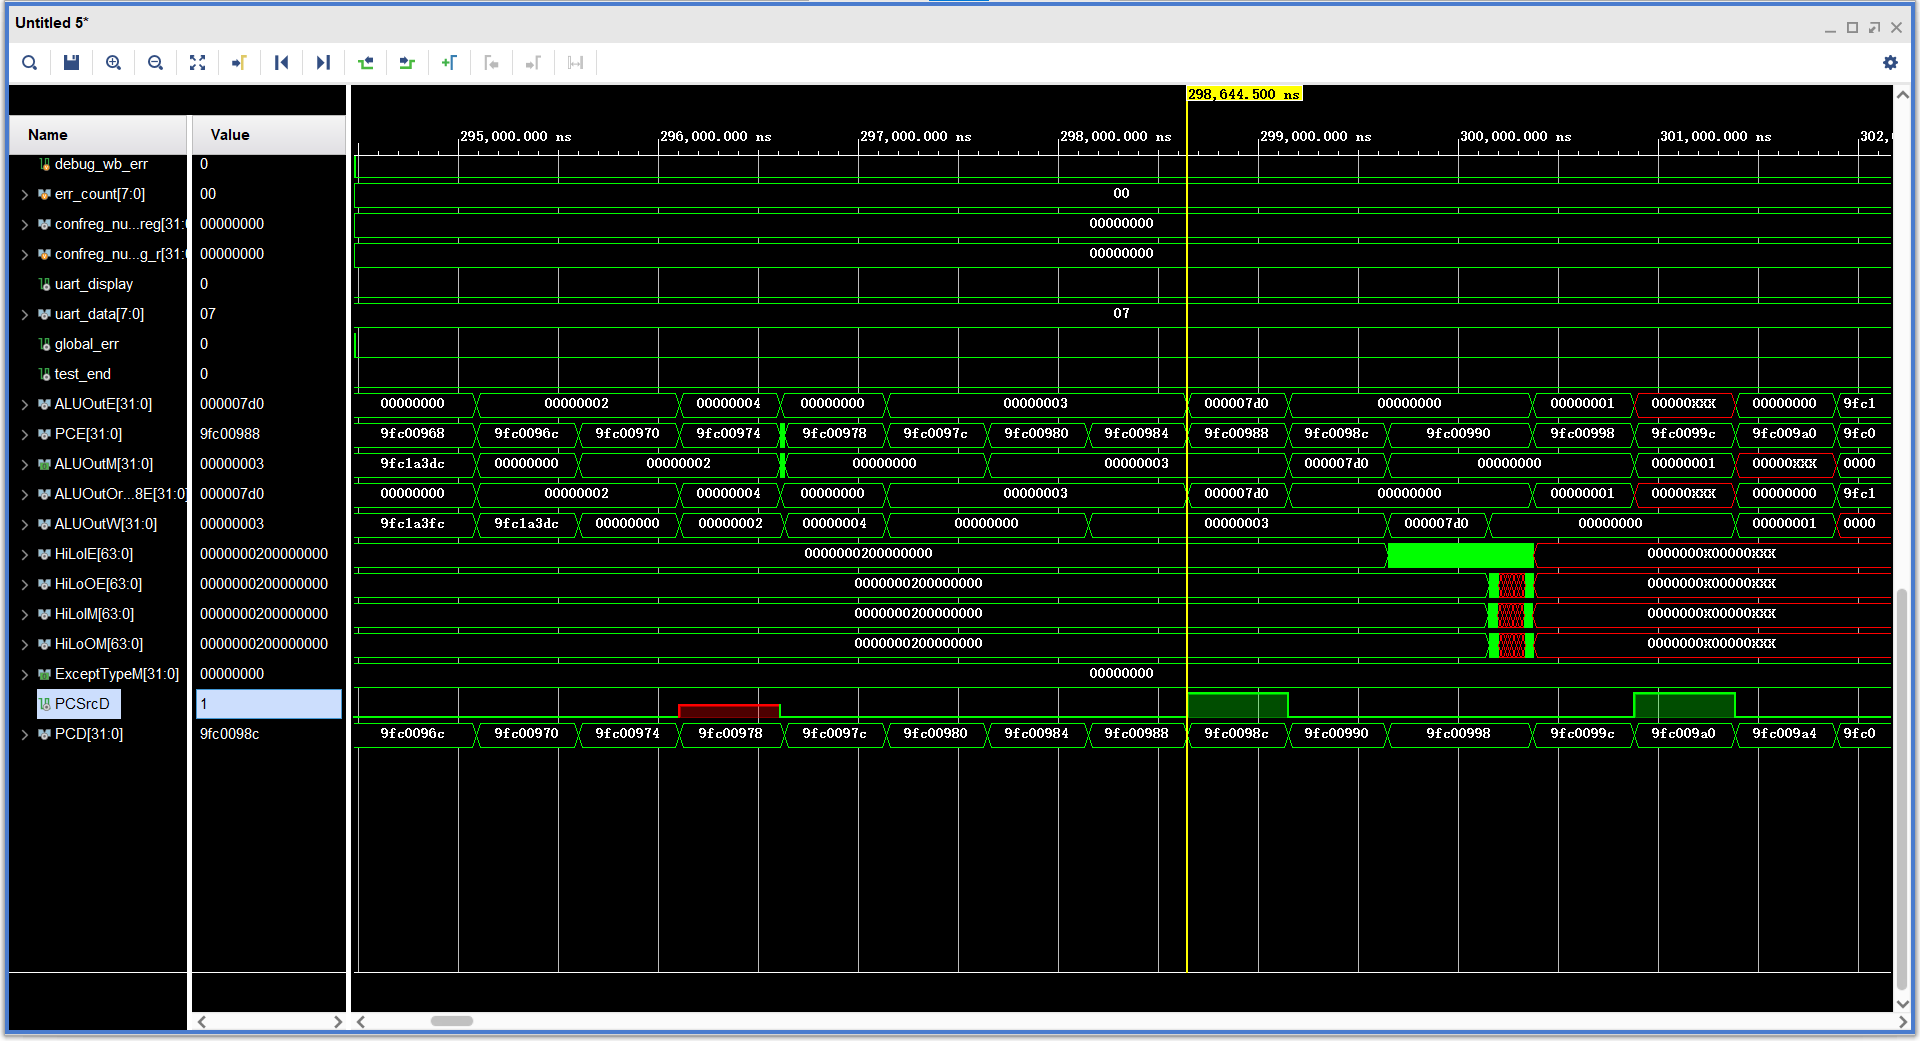 Untitled 5*
298,644.500 ns
Name Value
295,000.000 ns 296,000.000 ns 297,000.000 ns 298,000.000 ns 299,000.000 ns 300,000.000 ns 301,000.000 ns 302,
debug_wb_err 0
err_count[7:0] 00 00
confreg_nu...reg[31:0 00000000 00000000
confreg_nu...g_r[31:0 00000000 00000000
uart_display 0
uart_data[7:0] 07 07
global_err 0
test_end 0
ALUOutE[31:0] 000007d0 00000000 00000002 00000004 00000000 00000003 000007d0 00000000 00000001 00000XXX 00000000 9fc1
PCE[31:0] 9fc00988 9fc00968 9fc0096c 9fc00970 9fc00974 9fc00978 9fc0097c 9fc00980 9fc00984 9fc00988 9fc0098c 9fc00990 9fc00998 9fc0099c 9fc009a0 9fc0
ALUOutM[31:0] 00000003 9fc1a3dc 00000000 00000002 00000000 00000003 000007d0 00000000 00000001 00000XXX 0000
ALUOutOr...8E[31:0] 000007d0 00000000 00000002 00000004 00000000 00000003 000007d0 00000000 00000001 00000XXX 00000000 9fc1
ALUOutW[31:0] 00000003 9fc1a3fc 9fc1a3dc 00000000 00000002 00000004 00000000 00000003 000007d0 00000000 00000001 0000
HiLoIE[63:0] 0000000200000000 0000000200000000 0000000X00000XXX
HiLoOE[63:0] 0000000200000000 0000000200000000 0000000X00000XXX
HiLoIM[63:0] 0000000200000000 0000000200000000 0000000X00000XXX
HiLoOM[63:0] 0000000200000000 0000000200000000 0000000X00000XXX
ExceptTypeM[31:0] 00000000 00000000
PCSrcD 1
PCD[31:0] 9fc0098c 9fc0096c 9fc00970 9fc00974 9fc00978 9fc0097c 9fc00980 9fc00984 9fc00988 9fc0098c 9fc00990 9fc00998 9fc0099c 9fc009a0 9fc009a4 9fc0